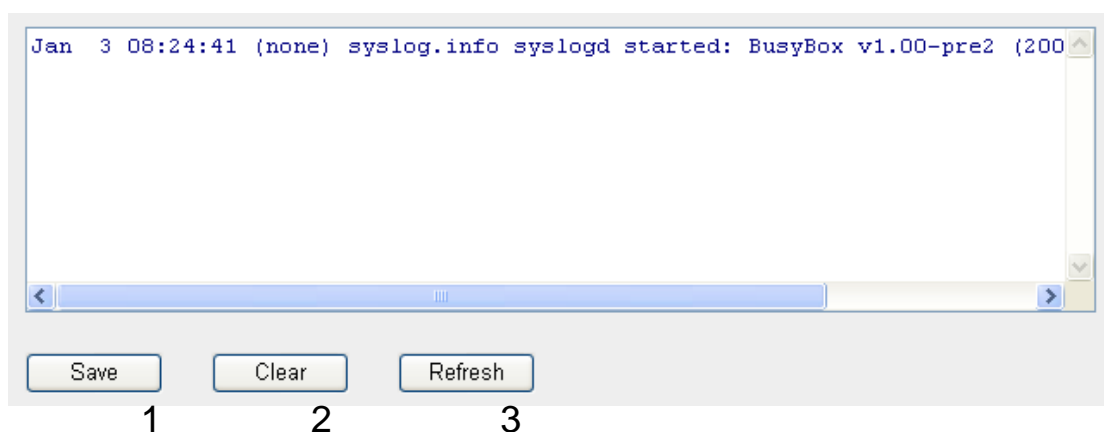 Jan  3 08:24:41 (none) syslog.info syslogd started: BusyBox v1.00-pre2 (200
Save Clear Refresh
1 2 3